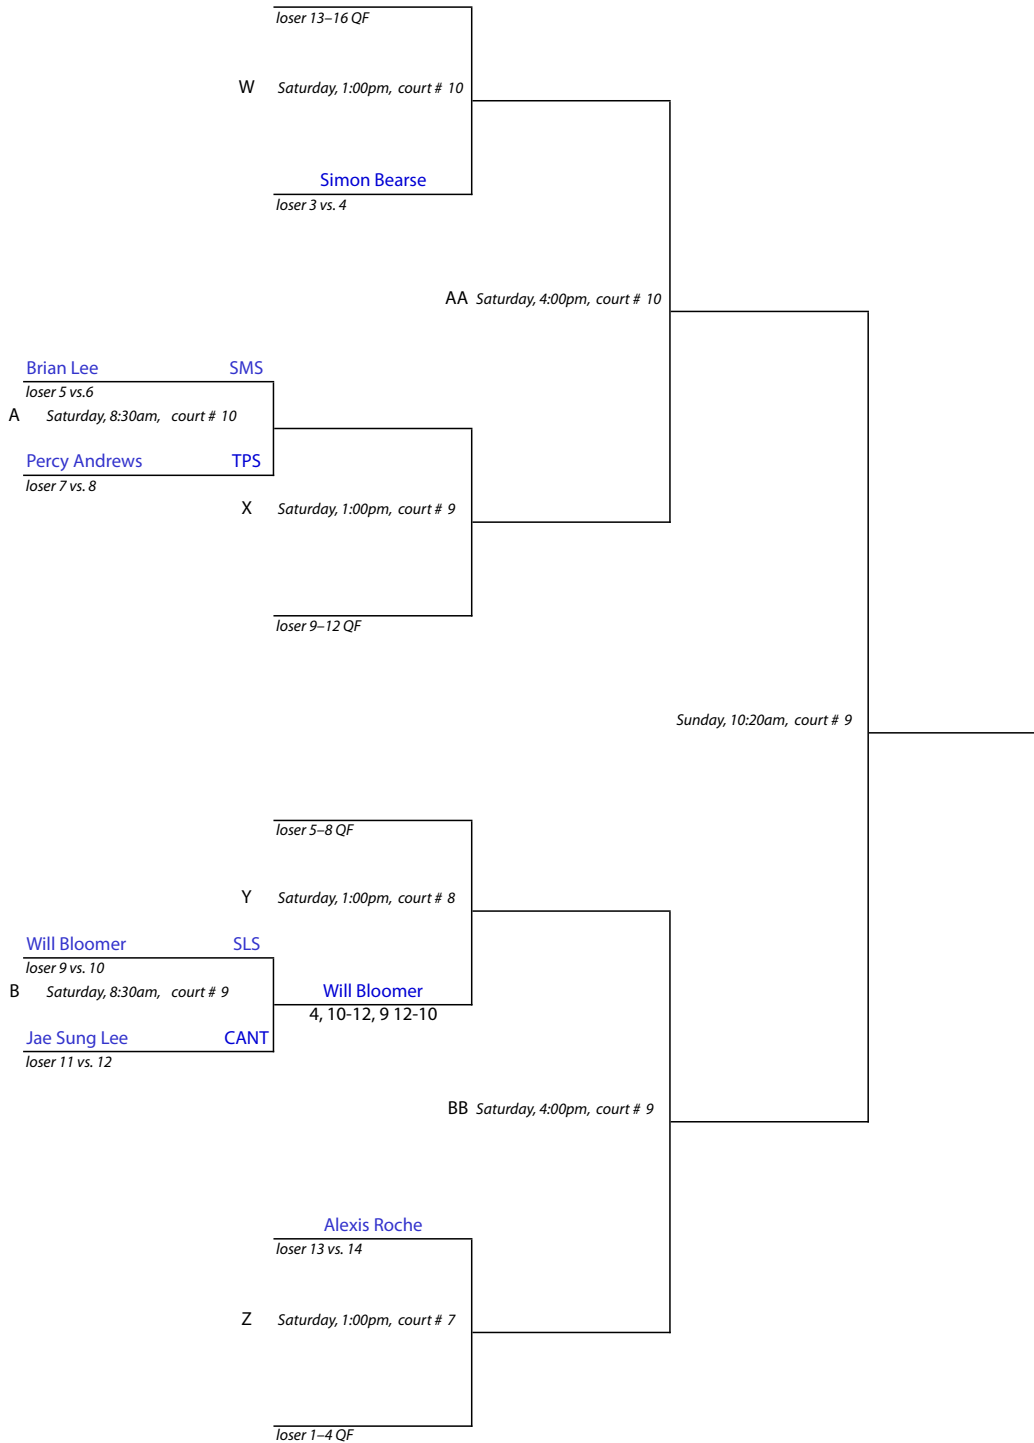 loser 13–16 QF
W Saturday, 1:00pm, court # 10
Simon Bearse
loser 3 vs. 4
AA Saturday, 4:00pm, court # 10
Brian Lee SMS
loser 5 vs.6
A Saturday, 8:30am, court # 10
Percy Andrews TPS
loser 7 vs. 8
X Saturday, 1:00pm, court # 9
loser 9–12 QF
Sunday, 10:20am, court # 9
loser 5–8 QF
Y Saturday, 1:00pm, court # 8
Will Bloomer SLS
loser 9 vs. 10
B Saturday, 8:30am, court # 9
Will Bloomer
4, 10-12, 9 12-10
Jae Sung Lee CANT
loser 11 vs. 12
BB Saturday, 4:00pm, court # 9
Alexis Roche
loser 13 vs. 14
Z Saturday, 1:00pm, court # 7
loser 1–4 QF